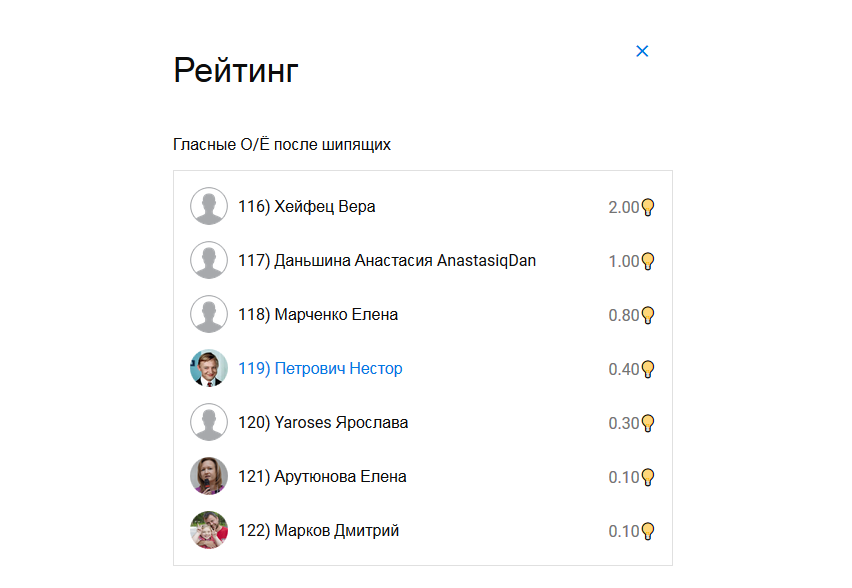 Рейтинг
Гласные О/Ё после шипящих
116) Хейфец Вера 2.00
117) Даньшина Анастасия AnastasiqDan 1.00
118) Марченко Елена 0.80
119) Петрович Нестор 0.40
120) Yaroses Ярослава 0.30
121) Арутюнова Елена 0.10
122) Марков Дмитрий 0.10